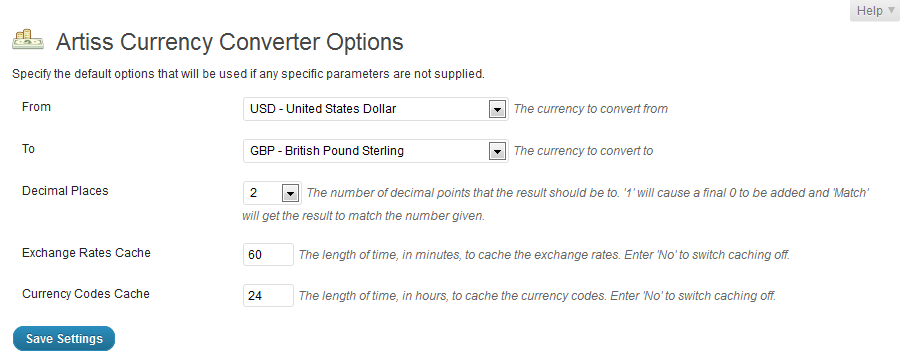 Help
Artiss Currency Converter Options
Specify the default options that will be used if any specific parameters are not supplied.
From USD - United States Dollar The currency to convert from
To GBP - British Pound Sterling The currency to convert to
Decimal Places 2 The number of decimal points that the result should be to. '1' will cause a final 0 to be added and 'Match'
will get the result to match the number given.
Exchange Rates Cache 60 The length of time, in minutes, to cache the exchange rates. Enter 'No' to switch caching off.
Currency Codes Cache 24 The length of time, in hours, to cache the currency codes. Enter 'No' to switch caching off.
Save Settings